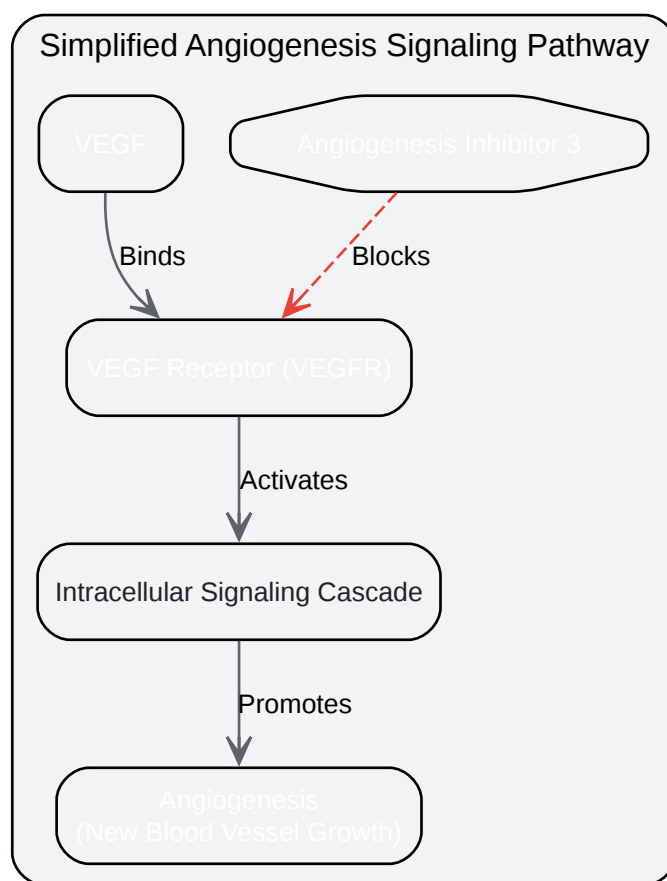 Simplified Angiogenesis Signaling Pathway
VEGF
Angiogenesis Inhibitor 3
Binds
Blocks
VEGF Receptor (VEGFR)
Activates
Intracellular Signaling Cascade
Promotes
Angiogenesis
(New Blood Vessel Growth)